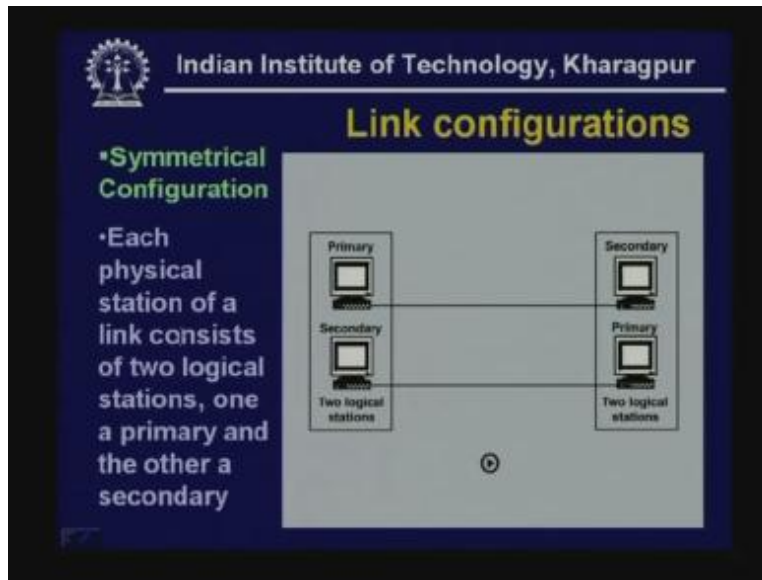 Indian Institute of Technology, Kharagpur
Link configurations
▪Symmetrical
Configuration
•Each
physical
station of a
link consists
of two logical
stations, one
a primary and
the other a
secondary
Primary
Secondary
Secondary
Primary
Two logical
stations
Two logical
stations